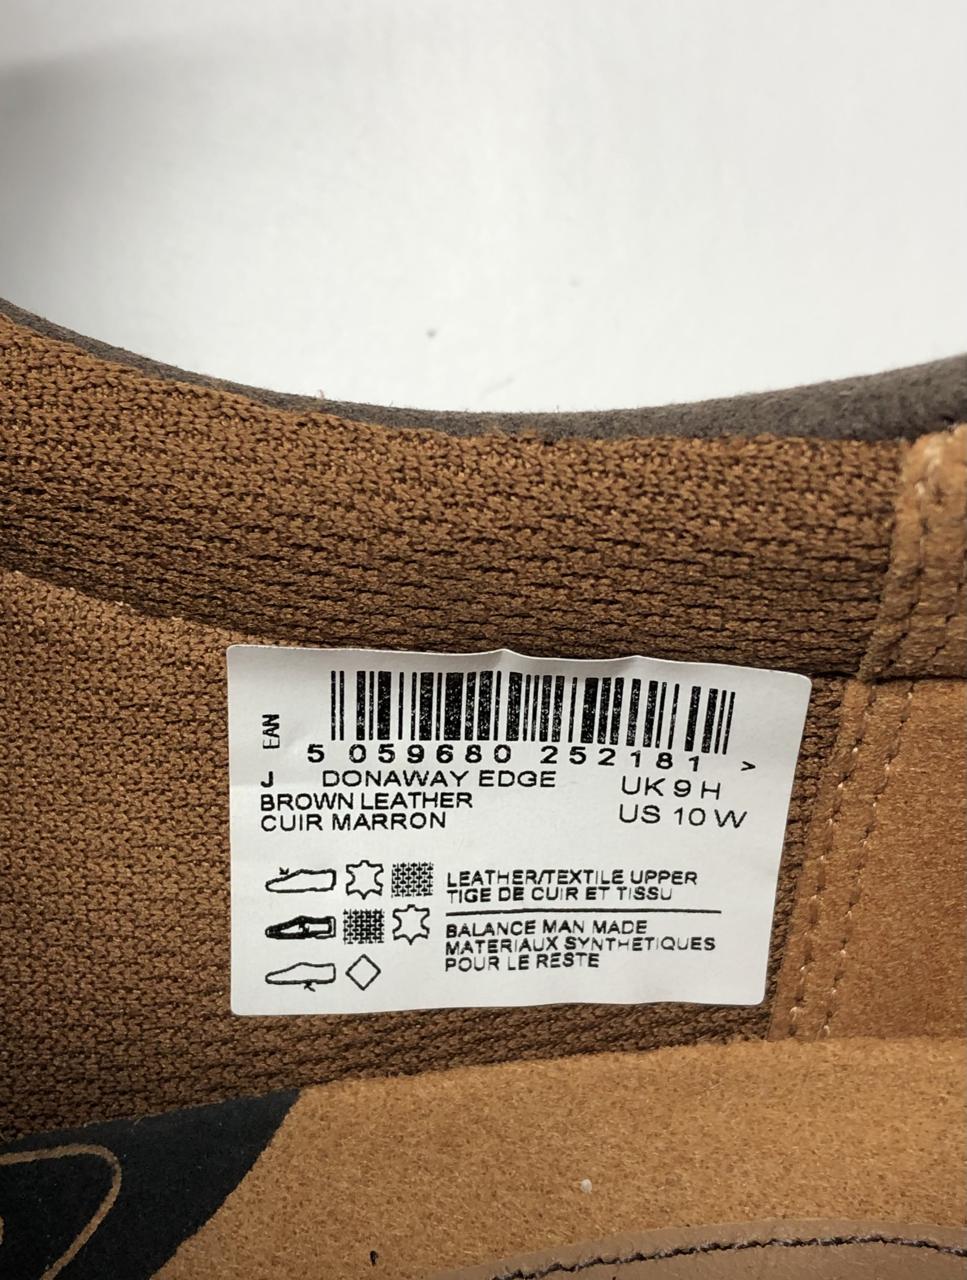 EAN
5 059680 252181 >
J DONAWAY EDGE UK 9 H
BROWN LEATHER US 10 W
CUIR MARRON
LEATHER/TEXTILE UPPER
TIGE DE CUIR ET TISSU
BALANCE MAN MADE
MATERIAUX SYNTHETIQUES
POUR LE RESTE